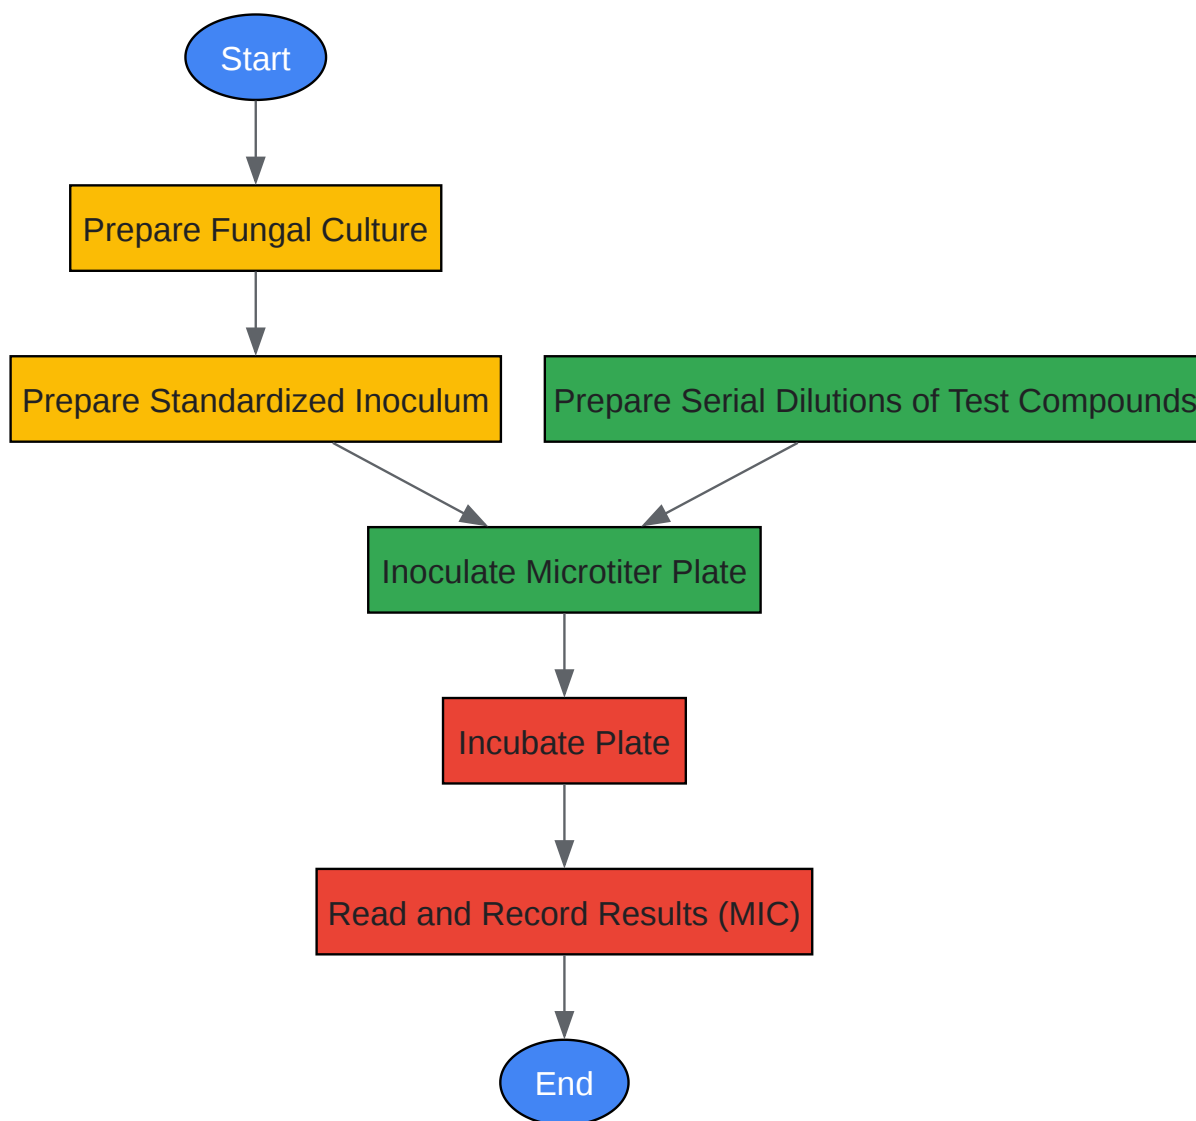 Start
Prepare Fungal Culture
Prepare Standardized Inoculum
Prepare Serial Dilutions of Test Compounds
Inoculate Microtiter Plate
Incubate Plate
Read and Record Results (MIC)
End